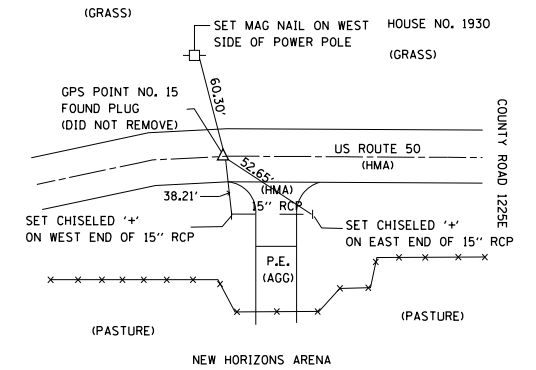 (GRASS)
SET MAG NAIL ON WEST
SIDE OF POWER POLE
HOUSE NO. 1930
(GRASS)
60.30'
GPS POINT NO. 15
FOUND PLUG
(DID NOT REMOVE)
COUNTY ROAD 1225E
US ROUTE 50
(HMA)
52.65'
(HMA)
38.21'
15" RCP
SET CHISELED '+'
ON WEST END OF 15" RCP
SET CHISELED '+'
ON EAST END OF 15" RCP
P.E.
(AGG)
(PASTURE)
(PASTURE)
NEW HORIZONS ARENA